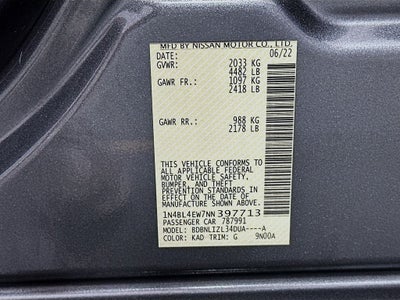 MFD BY NISSAN MOTOR CO., LTD.
DATE: 06/22
GVWR: 2033 KG
4482 LB
GAWR FR.: 1097 KG
2418 LB
GAWR RR.: 988 KG
2178 LB
THIS VEHICLE CONFORMS TO
ALL APPLICABLE FEDERAL
MOTOR VEHICLE SAFETY,
BUMPER, AND THEFT PREVENTION
STANDARDS IN EFFECT ON THE
DATE OF MANUFACTURE
SHOWN ABOVE.
1N4BL4EW7NN397713
PASSENGER CAR 787991
MODEL: BDBNLIZL34DUA----A
COLOR: KAD TRIM: G 9N00A